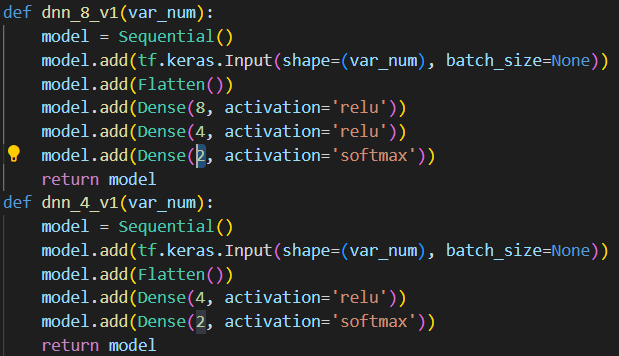 def dnn_8_v1(var_num):
    model = Sequential()
    model.add(tf.keras.Input(shape=(var_num), batch_size=None))
    model.add(Flatten())
    model.add(Dense(8, activation='relu'))
    model.add(Dense(4, activation='relu'))
    model.add(Dense(2, activation='softmax'))
    return model
def dnn_4_v1(var_num):
    model = Sequential()
    model.add(tf.keras.Input(shape=(var_num), batch_size=None))
    model.add(Flatten())
    model.add(Dense(4, activation='relu'))
    model.add(Dense(2, activation='softmax'))
    return model